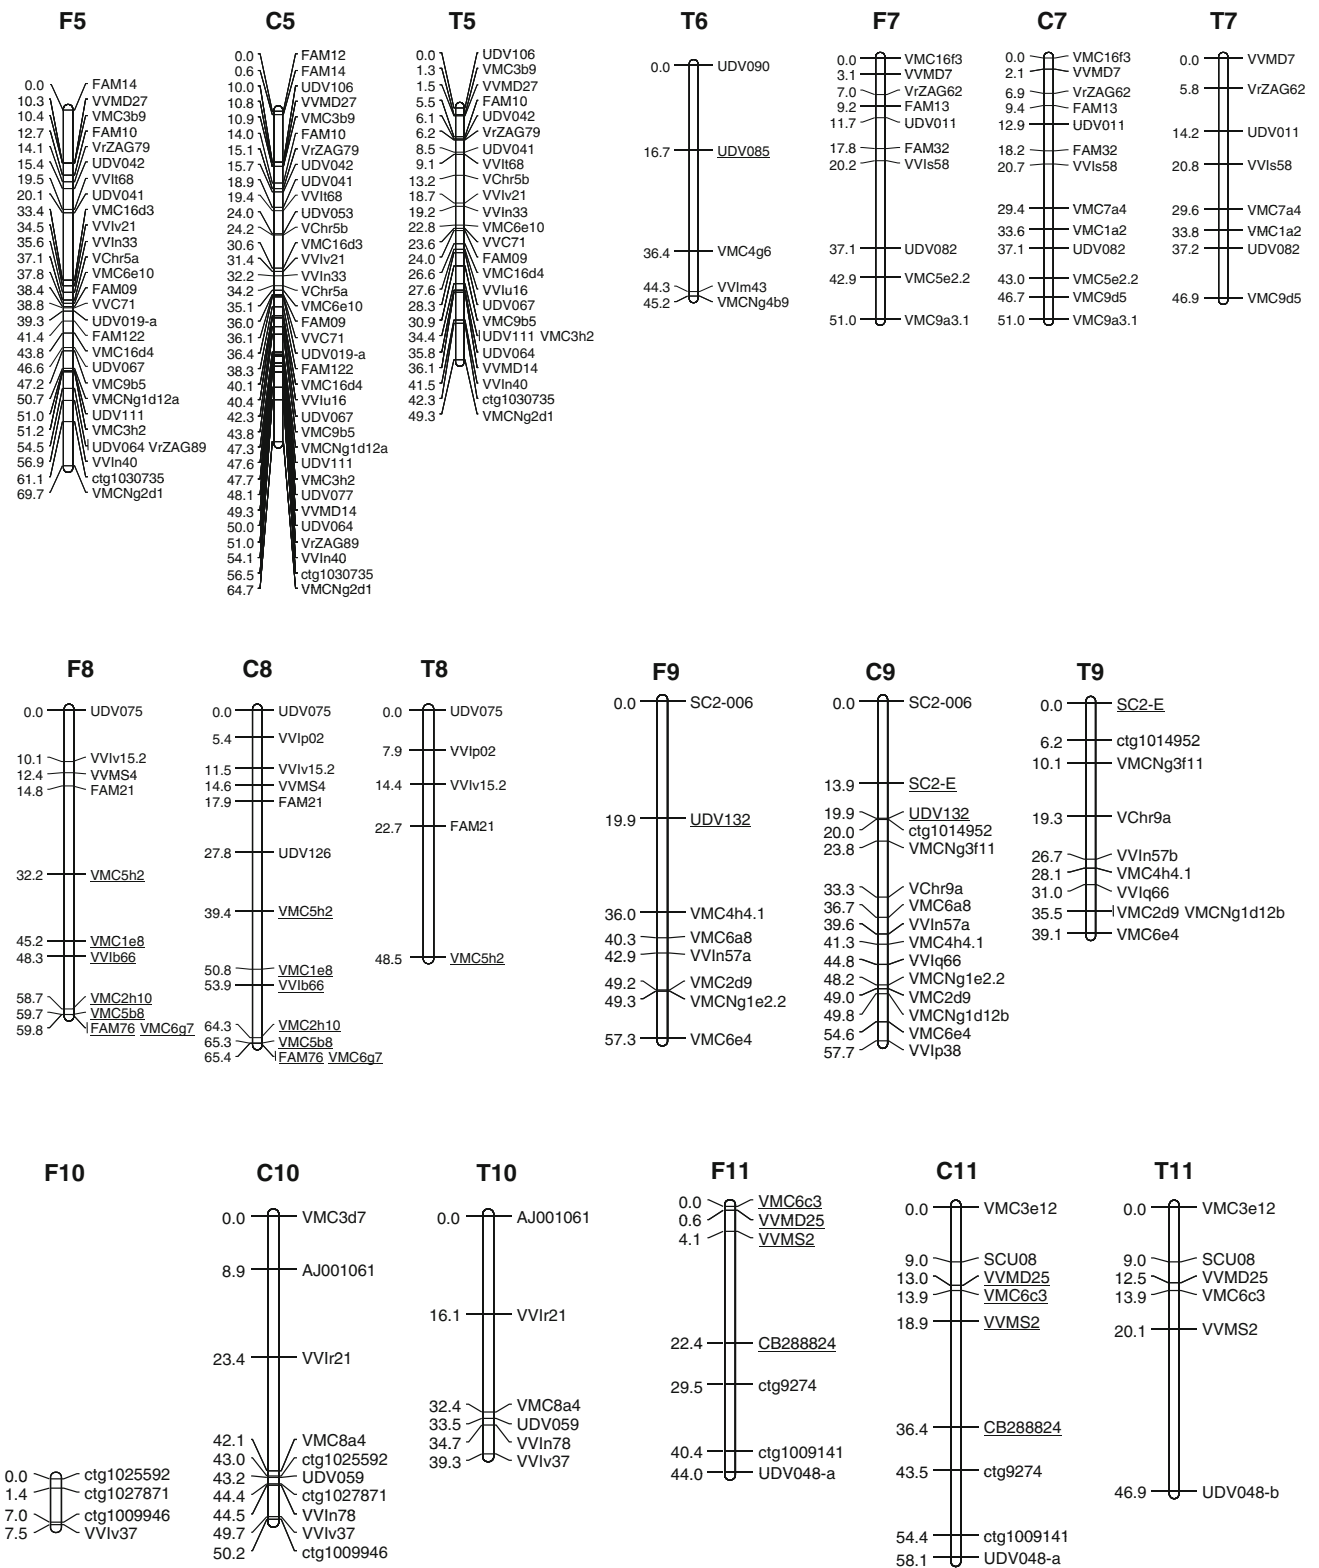 F5
0.0 FAM14
10.3 VVMD27
10.4 VMC3b9
12.7 FAM10
14.1 VrZAG79
15.4 UDV042
19.5 VVIt68
20.1 UDV041
33.4 VMC16d3
34.5 VVIv21
35.6 VVIn33
37.1 VChr5a
37.8 VMC6e10
38.4 FAM09
38.8 VVC71
39.3 UDV019-a
41.4 FAM122
43.8 VMC16d4
46.6 UDV067
47.2 VMC9b5
50.7 VMCNg1d12a
51.0 UDV111
51.2 VMC3h2
54.5 UDV064 VrZAG89
56.9 VVIn40
61.1 ctg1030735
69.7 VMCNg2d1
C5
0.0 FAM12
0.6 FAM14
10.0 UDV106
10.8 VVMD27
10.9 VMC3b9
14.0 FAM10
15.1 VrZAG79
15.7 UDV042
18.9 UDV041
19.4 VVIt68
24.0 UDV053
24.2 VChr5b
30.6 VMC16d3
31.4 VVIv21
32.2 VVIn33
34.2 VChr5a
35.1 VMC6e10
36.0 FAM09
36.1 VVC71
36.4 UDV019-a
38.3 FAM122
40.1 VMC16d4
40.4 VVIu16
42.3 UDV067
43.8 VMC9b5
47.3 VMCNg1d12a
47.6 UDV111
47.7 VMC3h2
48.1 UDV077
49.3 VVMD14
50.0 UDV064
51.0 VrZAG89
54.1 VVIn40
56.5 ctg1030735
64.7 VMCNg2d1
T5
0.0 UDV106
1.3 VMC3b9
1.5 VVMD27
5.5 FAM10
6.1 UDV042
6.2 VrZAG79
8.5 UDV041
9.1 VVIt68
13.2 VChr5b
18.7 VVIv21
19.2 VVIn33
22.8 VMC6e10
23.6 VVC71
24.0 FAM09
26.6 VMC16d4
27.6 VVIu16
28.3 UDV067
30.9 VMC9b5
34.4 UDV111 VMC3h2
35.8 UDV064
36.1 VVMD14
41.5 VVIn40
42.3 ctg1030735
49.3 VMCNg2d1
T6
0.0 UDV090
16.7 UDV085
36.4 VMC4g6
44.3 VVIm43
45.2 VMCNg4b9
F7
0.0 VMC16f3
3.1 VVMD7
7.0 VrZAG62
9.2 FAM13
11.7 UDV011
17.8 FAM32
20.2 VVIs58
37.1 UDV082
42.9 VMC5e2.2
51.0 VMC9a3.1
C7
0.0 VMC16f3
2.1 VVMD7
6.9 VrZAG62
9.4 FAM13
12.9 UDV011
18.2 FAM32
20.7 VVIs58
29.4 VMC7a4
33.6 VMC1a2
37.1 UDV082
43.0 VMC5e2.2
46.7 VMC9d5
51.0 VMC9a3.1
T7
0.0 VVMD7
5.8 VrZAG62
14.2 UDV011
20.8 VVIs58
29.6 VMC7a4
33.8 VMC1a2
37.2 UDV082
46.9 VMC9d5
F8
0.0 UDV075
10.1 VVIv15.2
12.4 VVMS4
14.8 FAM21
32.2 VMC5h2
45.2 VMC1e8
48.3 VVIb66
58.7 VMC2h10
59.7 VMC5b8
59.8 FAM76 VMC6g7
C8
0.0 UDV075
5.4 VVIp02
11.5 VVIv15.2
14.6 VVMS4
17.9 FAM21
27.8 UDV126
39.4 VMC5h2
50.8 VMC1e8
53.9 VVIb66
64.3 VMC2h10
65.3 VMC5b8
65.4 FAM76 VMC6g7
T8
0.0 UDV075
7.9 VVIp02
14.4 VVIv15.2
22.7 FAM21
48.5 VMC5h2
F9
0.0 SC2-006
19.9 UDV132
36.0 VMC4h4.1
40.3 VMC6a8
42.9 VVIn57a
49.2 VMC2d9
49.3 VMCNg1e2.2
57.3 VMC6e4
C9
0.0 SC2-006
13.9 SC2-E
19.9 UDV132
20.0 ctg1014952
23.8 VMCNg3f11
33.3 VChr9a
36.7 VMC6a8
39.6 VVIn57a
41.3 VMC4h4.1
44.8 VVIq66
48.2 VMCNg1e2.2
49.0 VMC2d9
49.8 VMCNg1d12b
54.6 VMC6e4
57.7 VVIp38
T9
0.0 SC2-E
6.2 ctg1014952
10.1 VMCNg3f11
19.3 VChr9a
26.7 VVIn57b
28.1 VMC4h4.1
31.0 VVIq66
35.5 VMC2d9 VMCNg1d12b
39.1 VMC6e4
F10
0.0 ctg1025592
1.4 ctg1027871
7.0 ctg1009946
7.5 VVIv37
C10
0.0 VMC3d7
8.9 AJ001061
23.4 VVIr21
42.1 VMC8a4
43.0 ctg1025592
43.2 UDV059
44.4 ctg1027871
44.5 VVIn78
49.7 VVIv37
50.2 ctg1009946
T10
0.0 AJ001061
16.1 VVIr21
32.4 VMC8a4
33.5 UDV059
34.7 VVIn78
39.3 VVIv37
F11
0.0 VMC6c3
0.6 VVMD25
4.1 VVMS2
22.4 CB288824
29.5 ctg9274
40.4 ctg1009141
44.0 UDV048-a
C11
0.0 VMC3e12
9.0 SCU08
13.0 VVMD25
13.9 VMC6c3
18.9 VVMS2
36.4 CB288824
43.5 ctg9274
54.4 ctg1009141
58.1 UDV048-a
T11
0.0 VMC3e12
9.0 SCU08
12.5 VVMD25
13.9 VMC6c3
20.1 VVMS2
46.9 UDV048-b